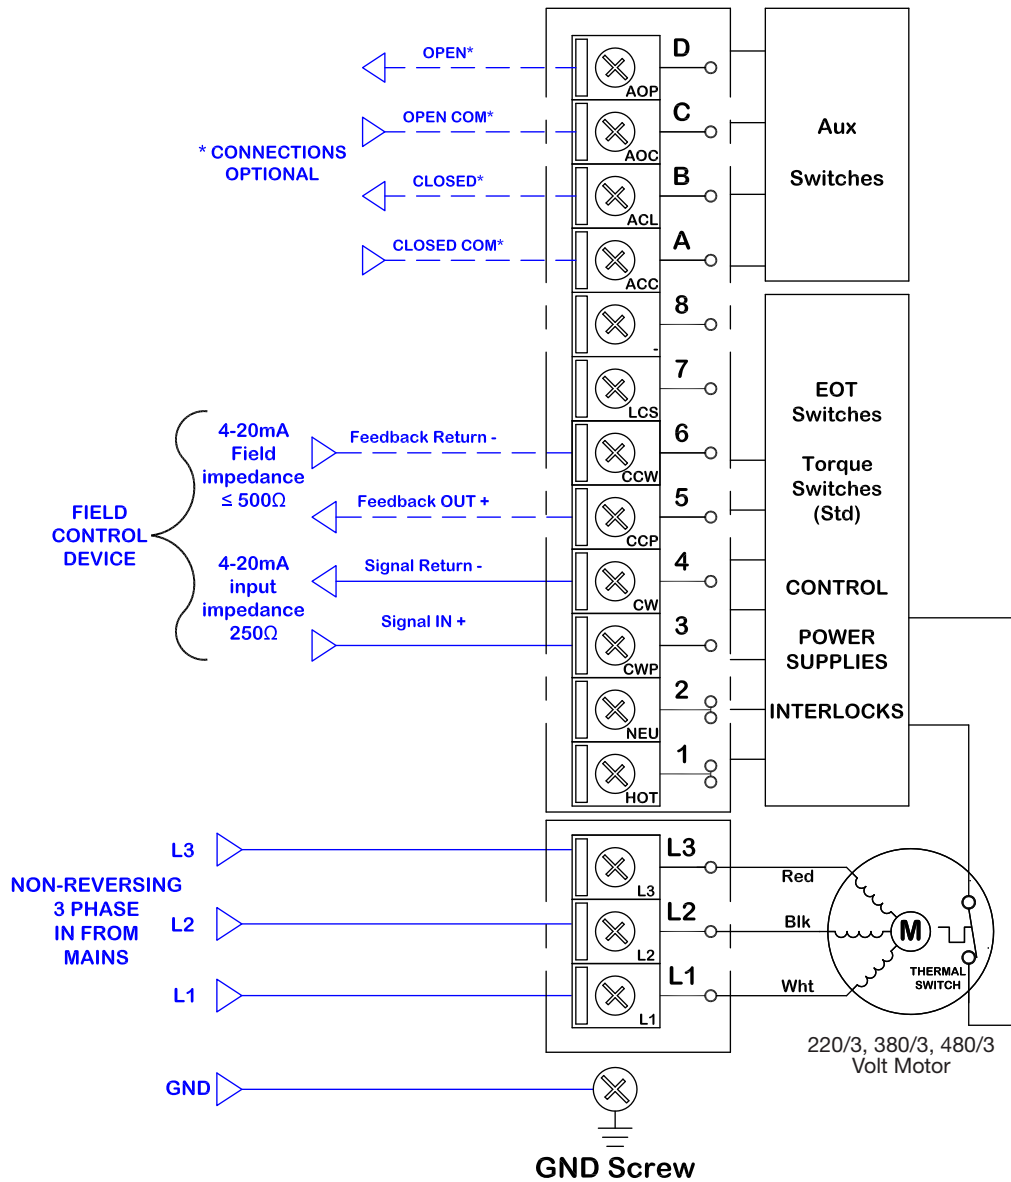 OPEN*
D
AOP
OPEN COM*
C
AOC
* CONNECTIONS
OPTIONAL
CLOSED*
B
ACL
CLOSED COM*
A
ACC
Aux
Switches
8
-
7
LCS
6
CCW
5
CCP
4
CW
3
CWP
2
NEU
1
HOT
EOT
Switches
Torque
Switches
(Std)
CONTROL
POWER
SUPPLIES
INTERLOCKS
FIELD
CONTROL
DEVICE
4-20mA
Field
impedance
≤ 500Ω
Feedback Return -
Feedback OUT +
4-20mA
input
impedance
250Ω
Signal Return -
Signal IN +
NON-REVERSING
3 PHASE
IN FROM
MAINS
L3
L2
L1
L3
L3
L2
L2
L1
L1
Red
Blk
Wht
M
THERMAL
SWITCH
220/3, 380/3, 480/3
Volt Motor
GND
GND Screw